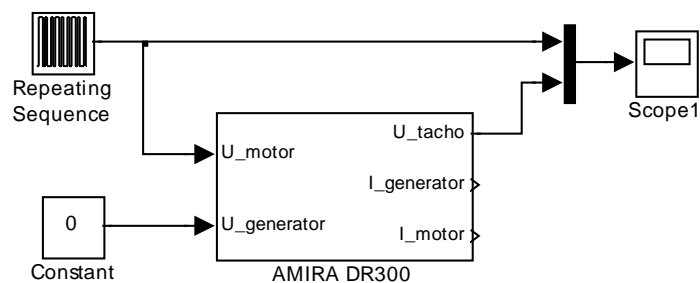 Repeating
Sequence
Scope1
U_tacho
U_motor
I_generator
0
U_generator
I_motor
Constant
AMIRA DR300